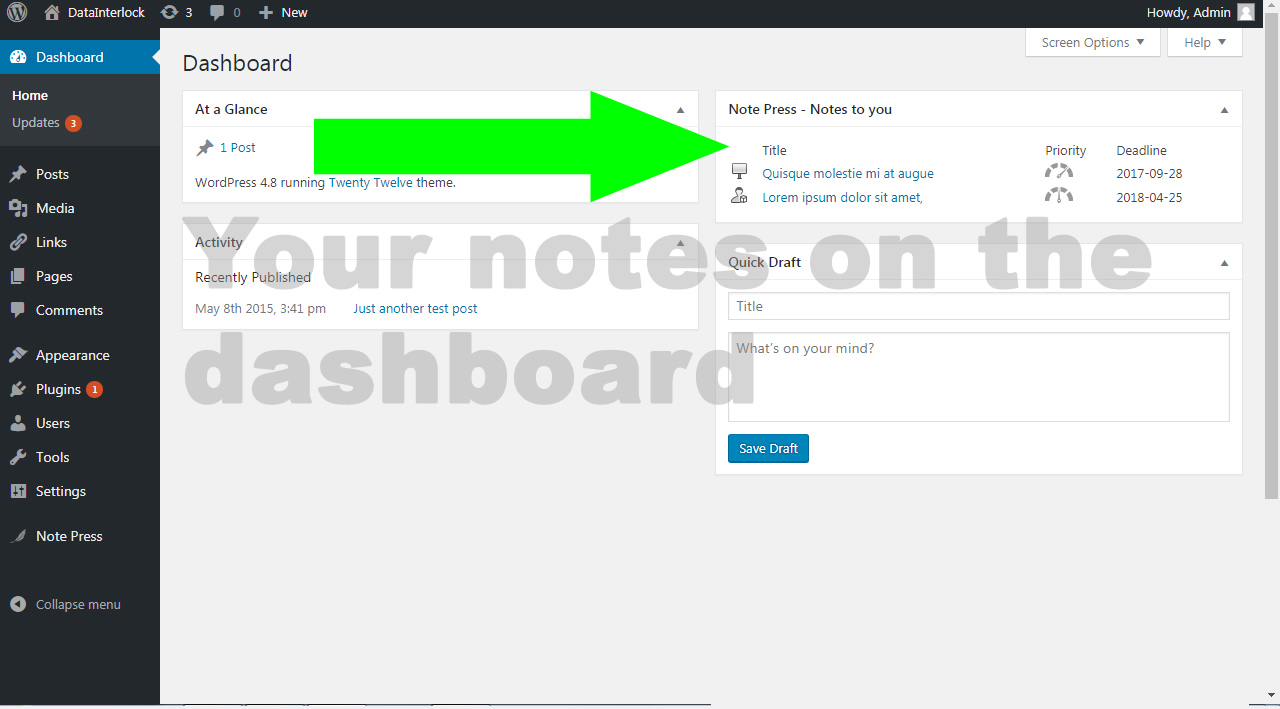 DataInterlock 3 0 New Howdy, Admin
Screen Options Help
Dashboard
Home
Updates 3
Posts
Media
Links
Pages
Comments
Appearance
Plugins 1
Users
Tools
Settings
Note Press
Collapse menu
Dashboard
At a Glance
1 Post
WordPress 4.8 running Twenty Twelve theme.
Activity
Recently Published
May 8th 2015, 3:41 pm Just another test post
Note Press - Notes to you
Title Priority Deadline
Quisque molestie mi at augue 2017-09-28
Lorem ipsum dolor sit amet, 2018-04-25
Quick Draft
Title
What's on your mind?
Save Draft
Your notes on the
dashboard